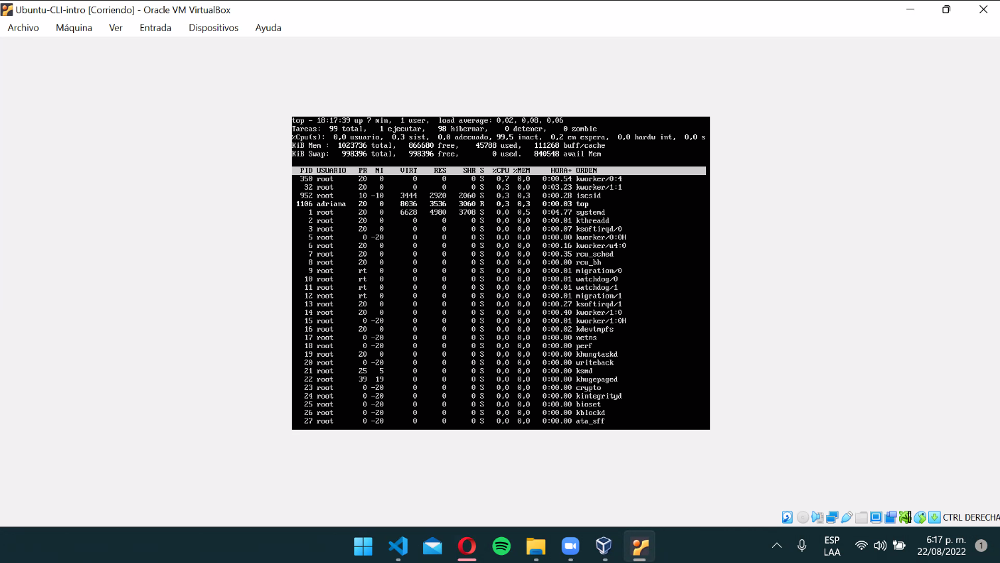 Ubuntu-CLI-intro [Corriendo] - Oracle VM VirtualBox
Archivo Máquina Ver Entrada Dispositivos Ayuda
top - 18:17:39 up 7 min, 1 user, load average: 0,02, 0,08, 0,06
Tareas: 99 total, 1 ejecutar, 98 hibernar, 0 detener, 0 zombie
%Cpu(s): 0,0 usuario, 0,3 sist, 0,0 adecuado, 99,5 inact, 0,2 en espera, 0,0 hardw int, 0,0 s
KiB Mem : 1023736 total, 866680 free, 45788 used, 111268 buff/cache
KiB Swap: 998396 total, 998396 free, 0 used. 840548 avail Mem
PID USUARIO PR NI VIRT RES SHR S %CPU %MEM HORA+ ORDEN
350 root 20 0 0 0 0 S 0,7 0,0 0:00.54 kworker/0:4
32 root 20 0 0 0 0 S 0,3 0,0 0:03.23 kworker/1:1
952 root 10 -10 3444 2920 2060 S 0,3 0,3 0:00.28 iscsid
1106 adriana 20 0 8036 3536 3060 R 0,3 0,3 0:00.03 top
1 root 20 0 6628 4980 3708 S 0,0 0,5 0:04.77 systemd
2 root 20 0 0 0 0 S 0,0 0,0 0:00.01 kthreadd
3 root 20 0 0 0 0 S 0,0 0,0 0:00.07 ksoftirqd/0
5 root 0 -20 0 0 0 S 0,0 0,0 0:00.00 kworker/0:0H
6 root 20 0 0 0 0 S 0,0 0,0 0:00.16 kworker/u4:0
7 root 20 0 0 0 0 S 0,0 0,0 0:00.35 rcu_sched
8 root 20 0 0 0 0 S 0,0 0,0 0:00.00 rcu_bh
9 root rt 0 0 0 0 S 0,0 0,0 0:00.01 migration/0
10 root rt 0 0 0 0 S 0,0 0,0 0:00.01 watchdog/0
11 root rt 0 0 0 0 S 0,0 0,0 0:00.01 watchdog/1
12 root rt 0 0 0 0 S 0,0 0,0 0:00.01 migration/1
13 root 20 0 0 0 0 S 0,0 0,0 0:00.27 ksoftirqd/1
14 root 20 0 0 0 0 S 0,0 0,0 0:00.40 kworker/1:0
15 root 0 -20 0 0 0 S 0,0 0,0 0:00.01 kworker/1:0H
16 root 20 0 0 0 0 S 0,0 0,0 0:00.02 kdevtmpfs
17 root 0 -20 0 0 0 S 0,0 0,0 0:00.00 netns
18 root 0 -20 0 0 0 S 0,0 0,0 0:00.00 perf
19 root 20 0 0 0 0 S 0,0 0,0 0:00.00 khungtaskd
20 root 0 -20 0 0 0 S 0,0 0,0 0:00.00 writeback
21 root 25 5 0 0 0 S 0,0 0,0 0:00.00 ksmd
22 root 39 19 0 0 0 S 0,0 0,0 0:00.00 khugepaged
23 root 0 -20 0 0 0 S 0,0 0,0 0:00.00 crypto
24 root 0 -20 0 0 0 S 0,0 0,0 0:00.00 kintegrityd
25 root 0 -20 0 0 0 S 0,0 0,0 0:00.00 bioset
26 root 0 -20 0 0 0 S 0,0 0,0 0:00.00 kblockd
27 root 0 -20 0 0 0 S 0,0 0,0 0:00.00 ata_sff
CTRL DERECHA
ESP
LAA
6:17 p. m.
22/08/2022
1